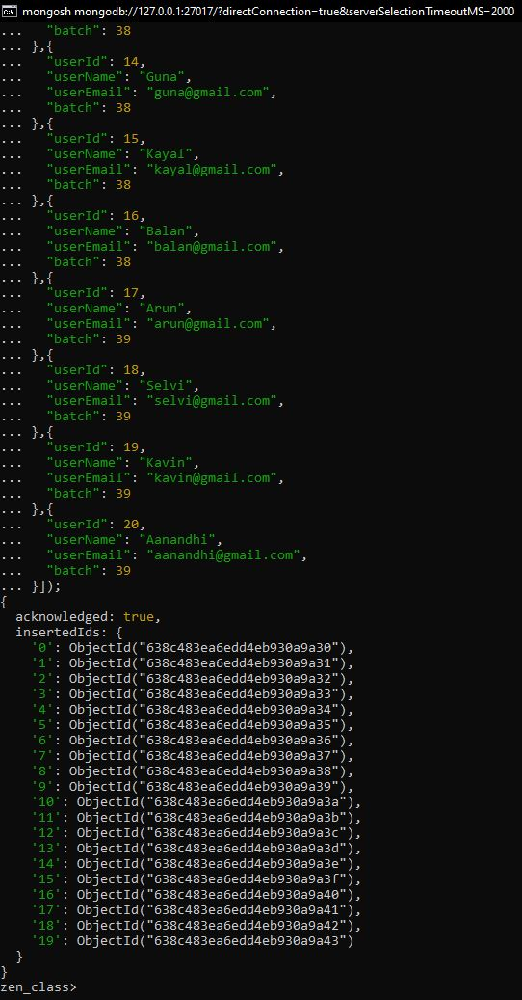 C:\. mongosh mongodb://127.0.0.1:27017/?directConnection=true&serverSelectionTimeoutMS=2000
...   "batch": 38
... },{
...   "userId": 14,
...   "userName": "Guna",
...   "userEmail": "guna@gmail.com",
...   "batch": 38
... },{
...   "userId": 15,
...   "userName": "Kayal",
...   "userEmail": "kayal@gmail.com",
...   "batch": 38
... },{
...   "userId": 16,
...   "userName": "Balan",
...   "userEmail": "balan@gmail.com",
...   "batch": 38
... },{
...   "userId": 17,
...   "userName": "Arun",
...   "userEmail": "arun@gmail.com",
...   "batch": 39
... },{
...   "userId": 18,
...   "userName": "Selvi",
...   "userEmail": "selvi@gmail.com",
...   "batch": 39
... },{
...   "userId": 19,
...   "userName": "Kavin",
...   "userEmail": "kavin@gmail.com",
...   "batch": 39
... },{
...   "userId": 20,
...   "userName": "Aanandhi",
...   "userEmail": "aanandhi@gmail.com",
...   "batch": 39
... }]);
{
  acknowledged: true,
  insertedIds: {
    '0': ObjectId("638c483ea6edd4eb930a9a30"),
    '1': ObjectId("638c483ea6edd4eb930a9a31"),
    '2': ObjectId("638c483ea6edd4eb930a9a32"),
    '3': ObjectId("638c483ea6edd4eb930a9a33"),
    '4': ObjectId("638c483ea6edd4eb930a9a34"),
    '5': ObjectId("638c483ea6edd4eb930a9a35"),
    '6': ObjectId("638c483ea6edd4eb930a9a36"),
    '7': ObjectId("638c483ea6edd4eb930a9a37"),
    '8': ObjectId("638c483ea6edd4eb930a9a38"),
    '9': ObjectId("638c483ea6edd4eb930a9a39"),
    '10': ObjectId("638c483ea6edd4eb930a9a3a"),
    '11': ObjectId("638c483ea6edd4eb930a9a3b"),
    '12': ObjectId("638c483ea6edd4eb930a9a3c"),
    '13': ObjectId("638c483ea6edd4eb930a9a3d"),
    '14': ObjectId("638c483ea6edd4eb930a9a3e"),
    '15': ObjectId("638c483ea6edd4eb930a9a3f"),
    '16': ObjectId("638c483ea6edd4eb930a9a40"),
    '17': ObjectId("638c483ea6edd4eb930a9a41"),
    '18': ObjectId("638c483ea6edd4eb930a9a42"),
    '19': ObjectId("638c483ea6edd4eb930a9a43")
  }
}
zen_class>